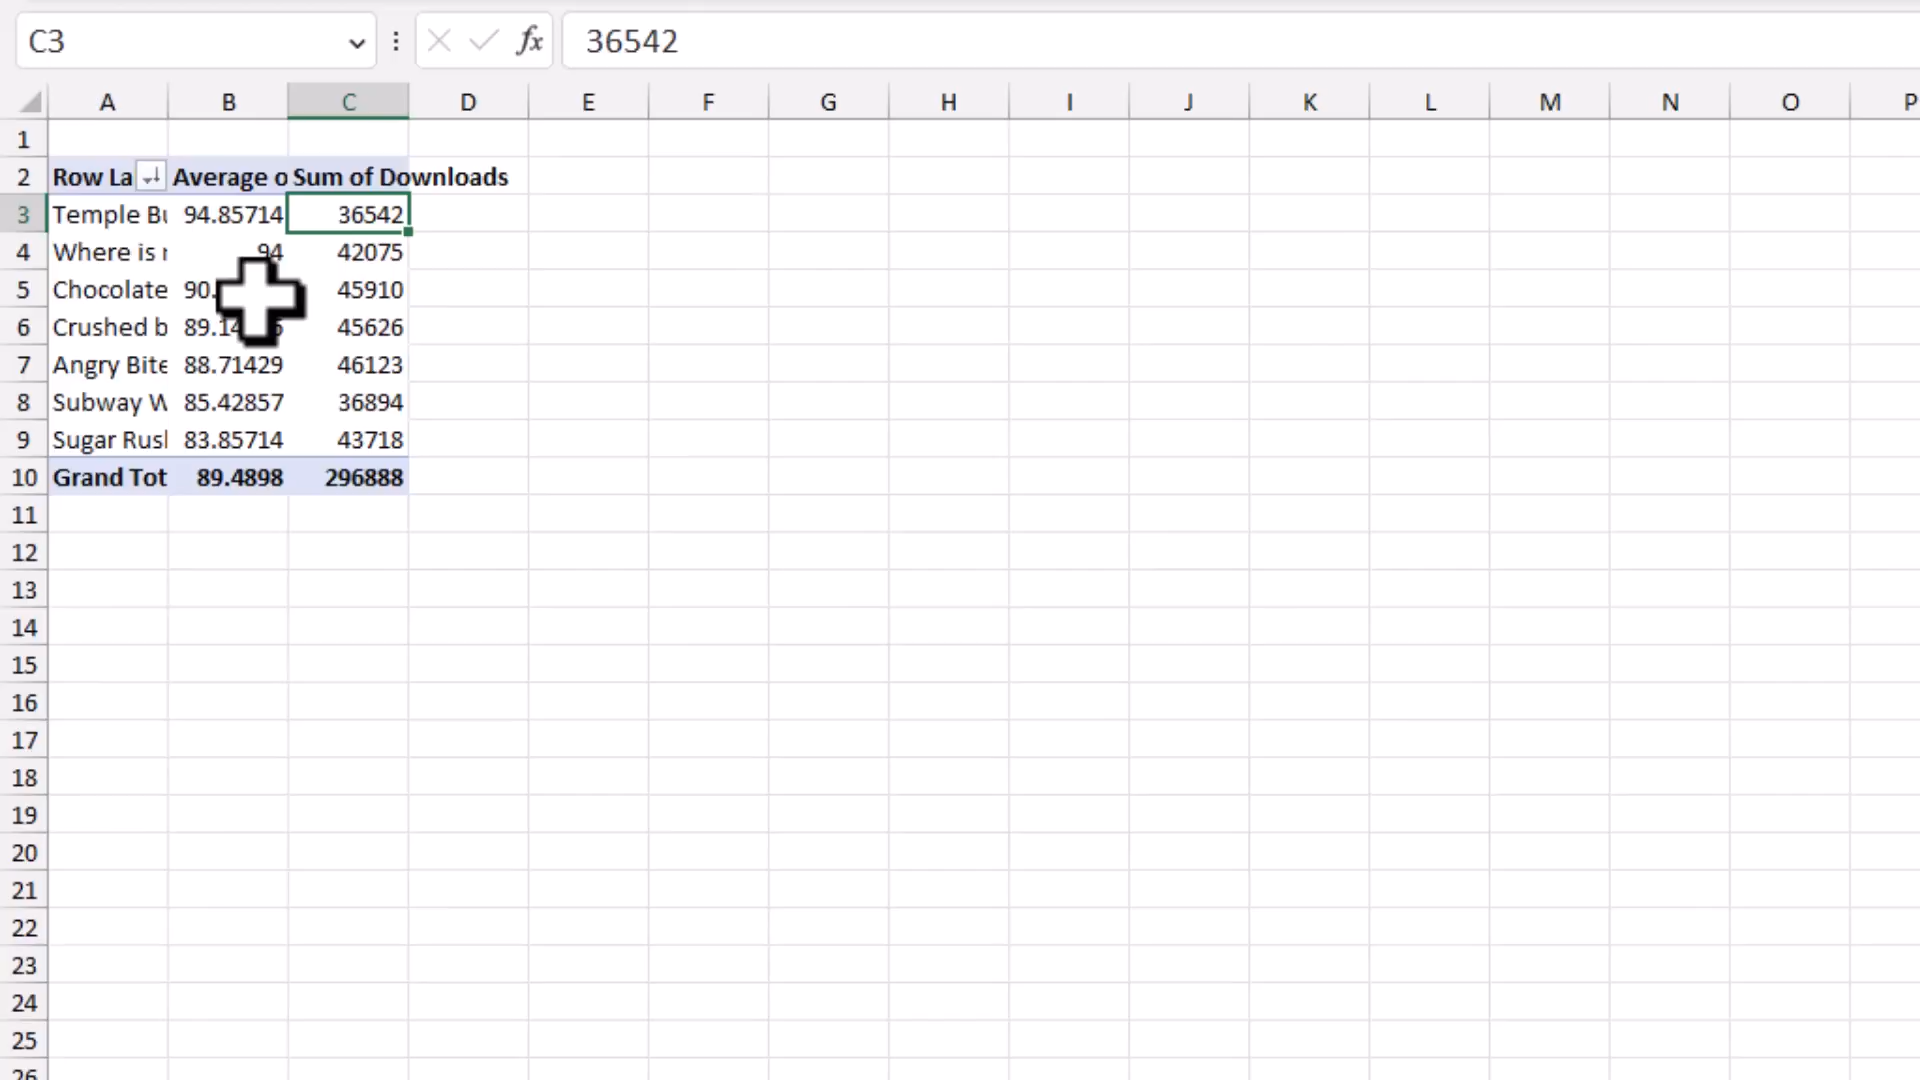 C3 fx 36542
A B C D E F G H I J K L M N O P
1
2 Row La Average o Sum of Downloads
3 Temple Bu 94.85714 36542
4 Where is 94 42075
5 Chocolate 90. 45910
6 Crushed b 45626
7 Angry Bite 88.71429 46123
8 Subway W 85.42857 36894
9 Sugar Rus 83.85714 43718
10 Grand Tot 89.4898 296888
11
12
13
14
15
16
17
18
19
20
21
22
23
24
25
26